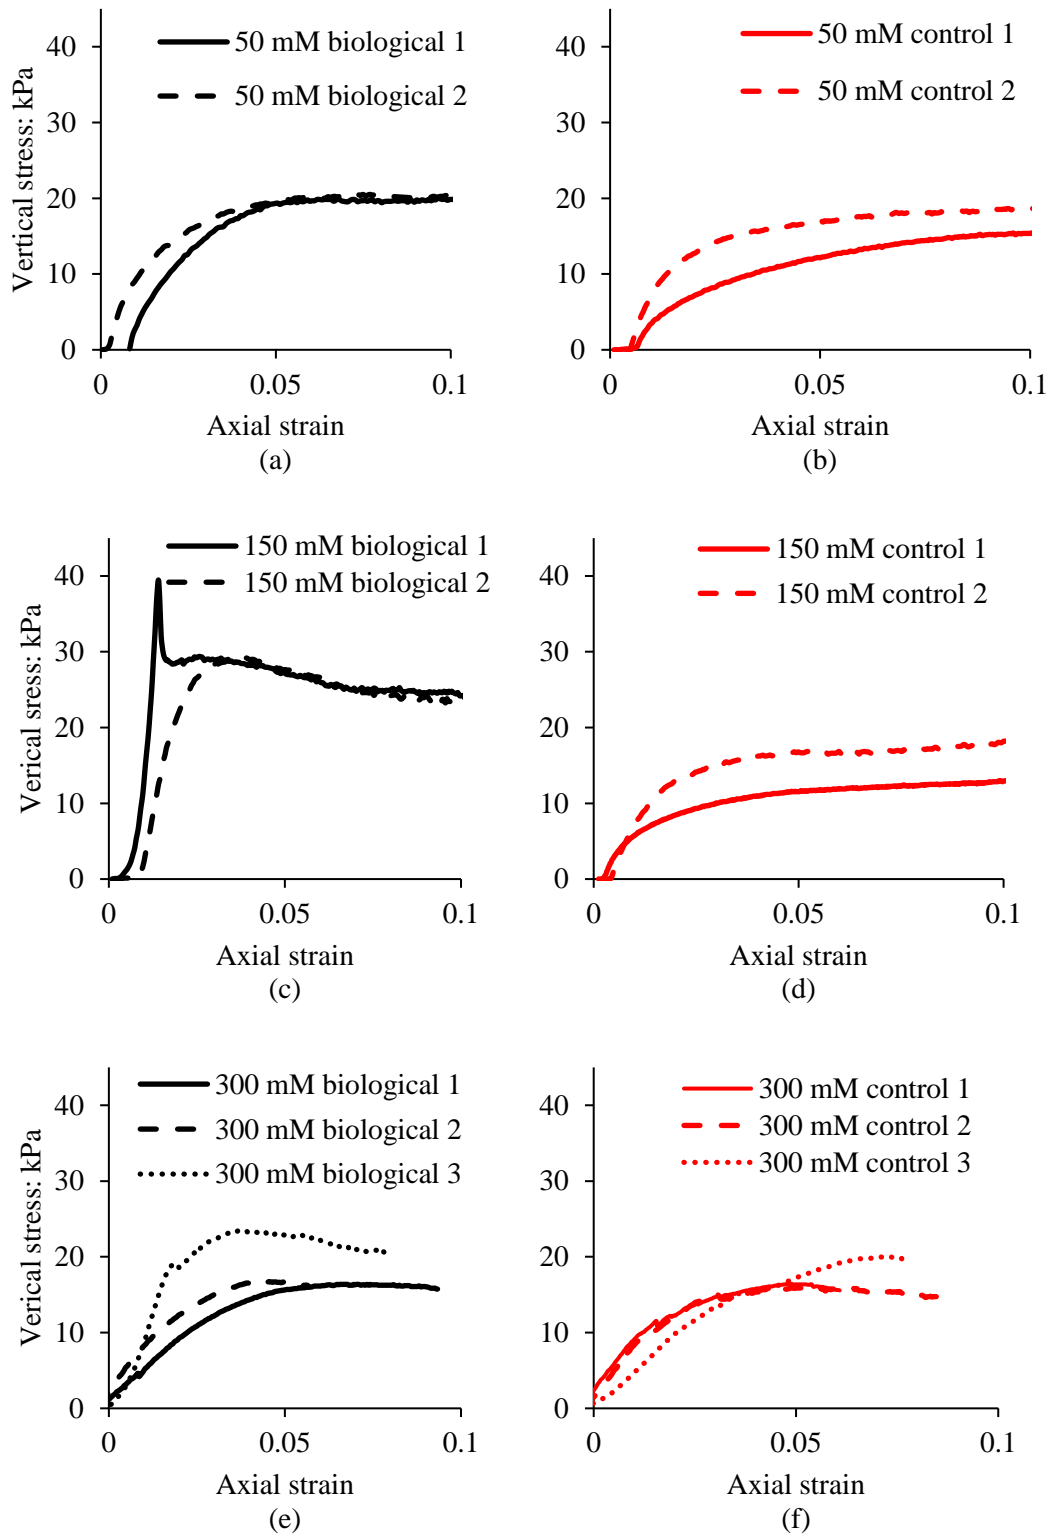 50 mM biological 1
50 mM biological 2
Vertical stress: kPa
40
30
20
10
0
0
0.05
0.1
Axial strain
(a)
50 mM control 1
50 mM control 2
40
30
20
10
0
0
0.05
0.1
Axial strain
(b)
150 mM biological 1
150 mM biological 2
Verical sress: kPa
40
30
20
10
0
0
0.05
0.1
Axial strain
(c)
150 mM control 1
150 mM control 2
40
30
20
10
0
0
0.05
0.1
Axial strain
(d)
300 mM biological 1
300 mM biological 2
300 mM biological 3
Verical stress: kPa
40
30
20
10
0
0
0.05
0.1
Axial strain
(e)
300 mM control 1
300 mM control 2
300 mM control 3
40
30
20
10
0
0
0.05
0.1
Axial strain
(f)